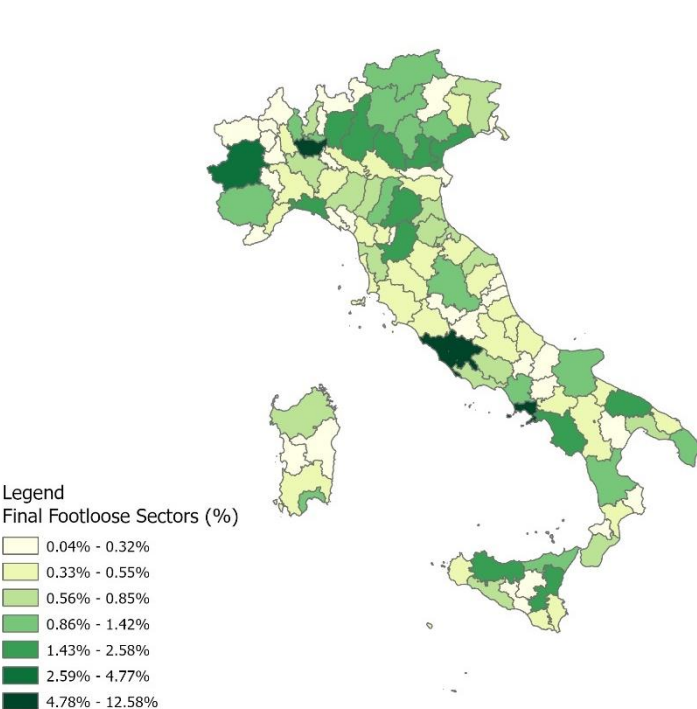 Legend
Final Footloose Sectors (%)
0.04% - 0.32%
0.33% - 0.55%
0.56% - 0.85%
0.86% - 1.42%
1.43% - 2.58%
2.59% - 4.77%
4.78% - 12.58%